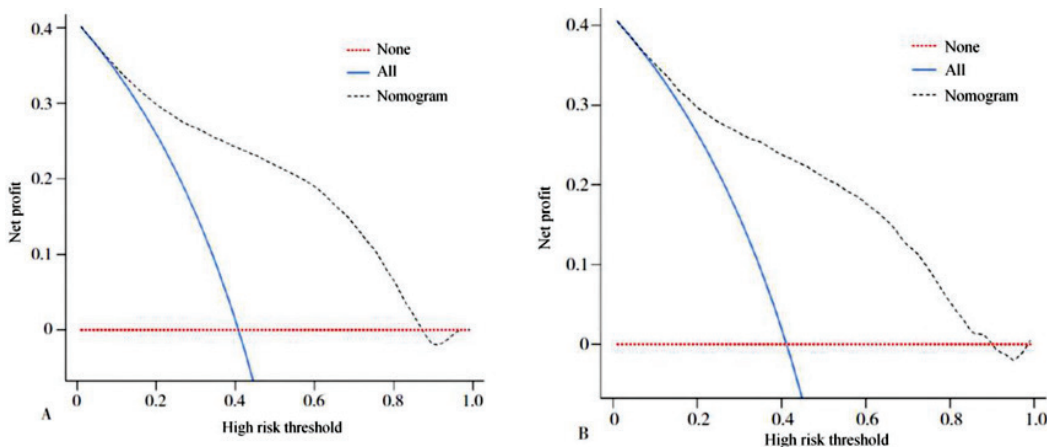 0.4
0.3
0.2
0.1
0
Net profit
None
All
Nomogram
0 0.2 0.4 0.6 0.8 1.0
High risk threshold
A
0.4
0.3
0.2
0.1
0
Net profit
None
All
Nomogram
0 0.2 0.4 0.6 0.8 1.0
High risk threshold
B